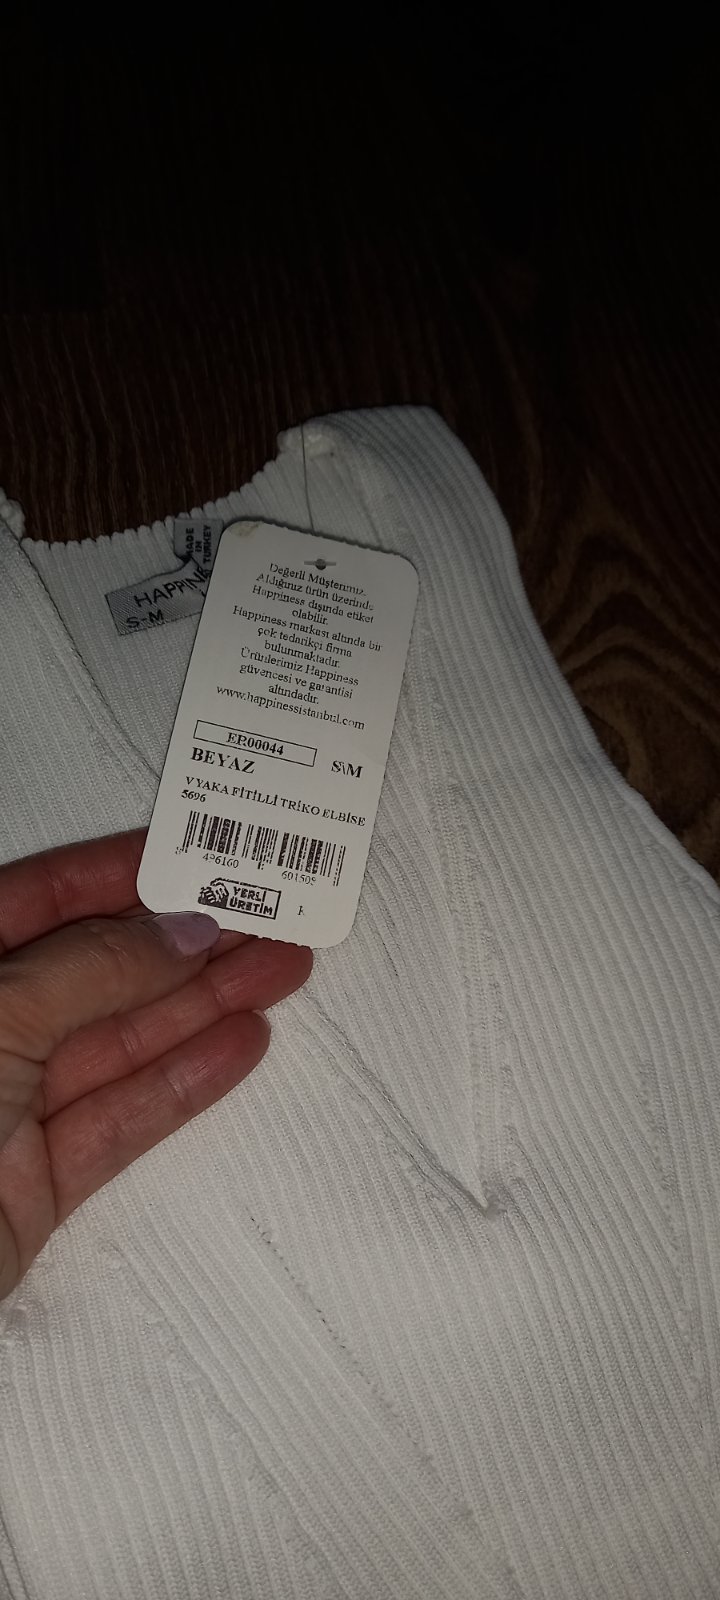 MADE
IN
TURKEY
HAPPINE
S-M
Değerli Müşterimiz.
Aldığınız ürün üzerinde
Happiness dışında etiket
olabilir.
Happiness markası altında bir
çok tedarikçi firma
bulunmaktadır.
Ürünlerimiz Happiness
güvencesi ve garantisi
altındadır.
www.happinessistanbul.com
ER00044
BEYAZ S\M
V YAKA FİTİLLİ TRİKO ELBİSE
5696
601505
YERLİ
ÜRETİM